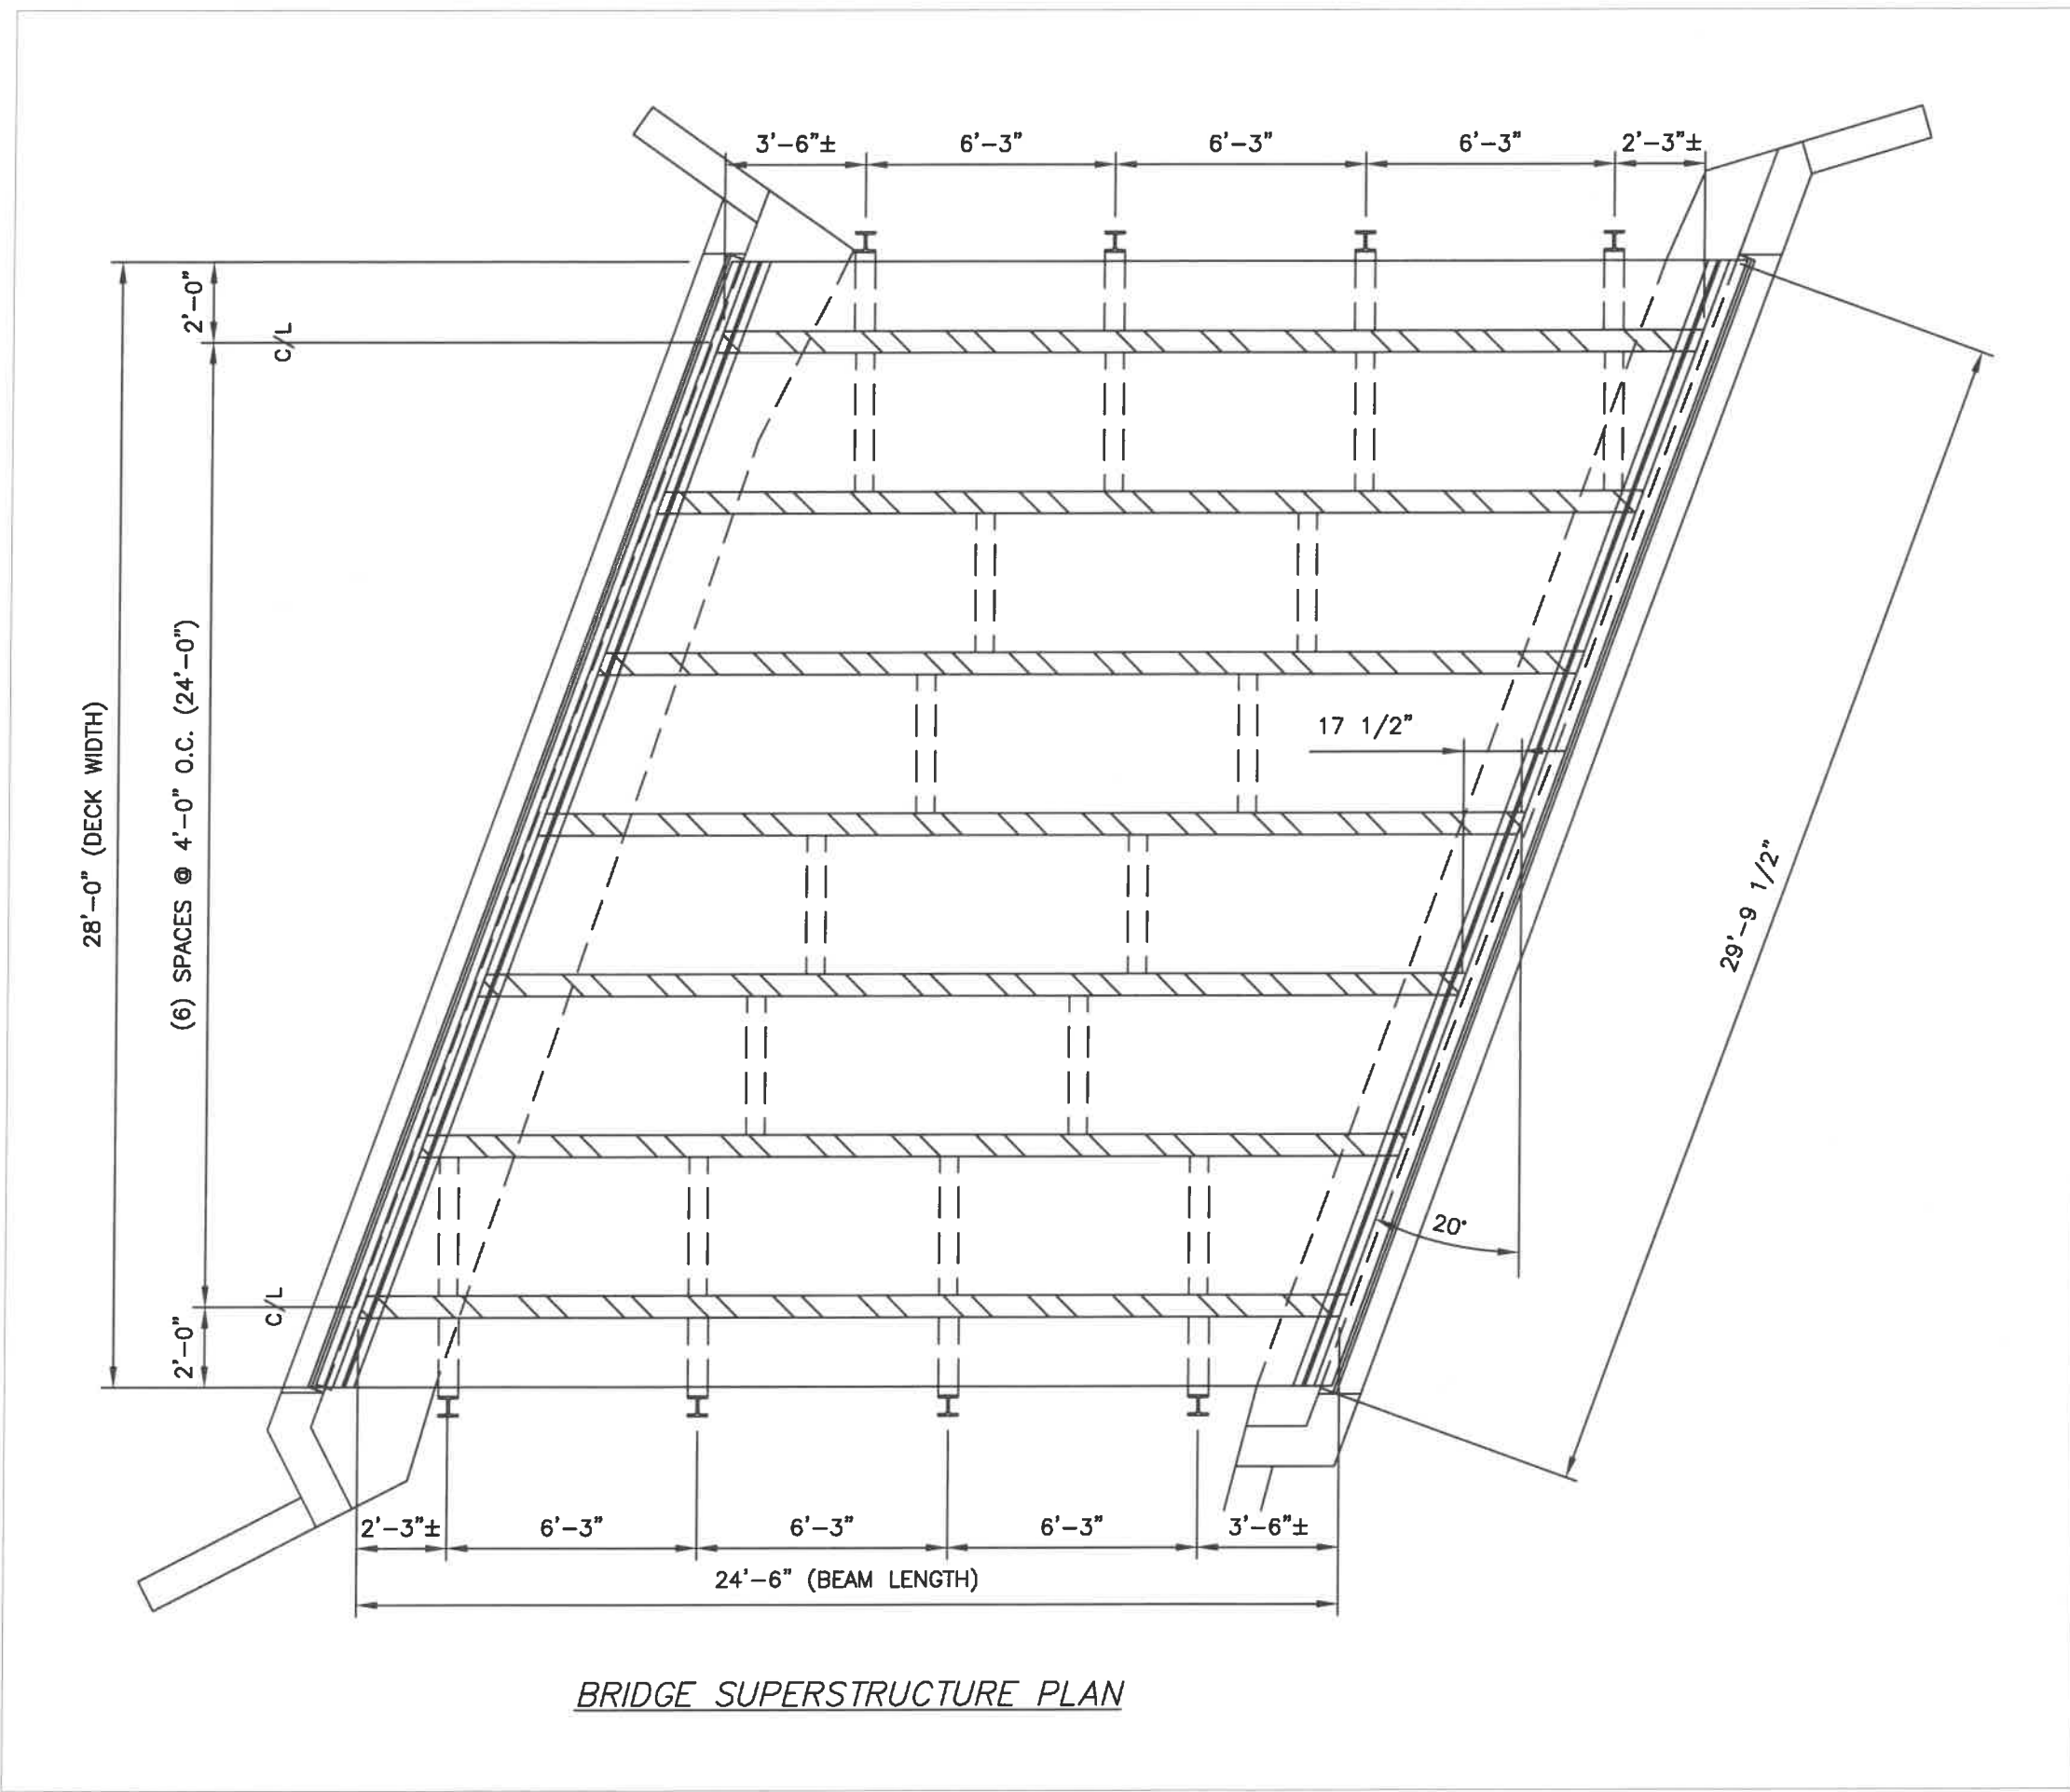 3'-6"±
6'-3"
6'-3"
6'-3"
2'-3"±
2'-0"
C/L
28'-0" (DECK WIDTH)
(6) SPACES @ 4'-0" O.C. (24'-0")
17 1/2"
29'-9 1/2"
20°
C/L
2'-0"
2'-3"±
6'-3"
6'-3"
6'-3"
3'-6"±
24'-6" (BEAM LENGTH)
BRIDGE SUPERSTRUCTURE PLAN